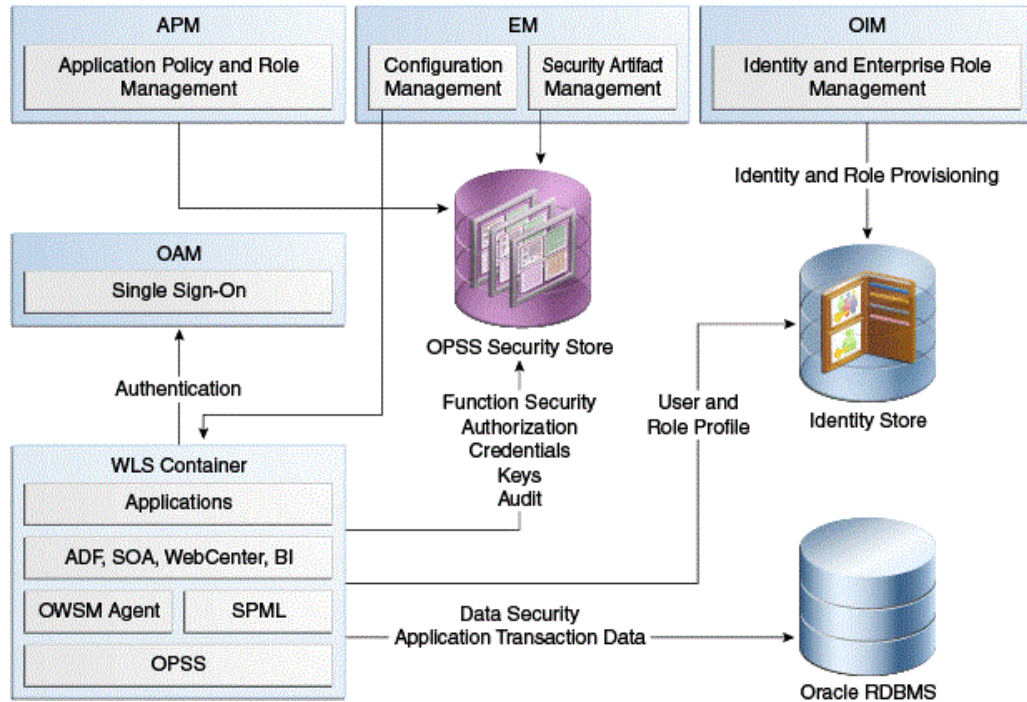 APM
Application Policy and Role
Management
EM
Configuration
Management
Security Artifact
Management
OIM
Identity and Enterprise Role
Management
Identity and Role Provisioning
OAM
Single Sign-On
OPSS Security Store
Identity Store
Authentication
Function Security
Authorization
Credentials
Keys
Audit
User and
Role Profile
WLS Container
Applications
ADF, SOA, WebCenter, BI
OWSM Agent
SPML
OPSS
Data Security
Application Transaction Data
Oracle RDBMS